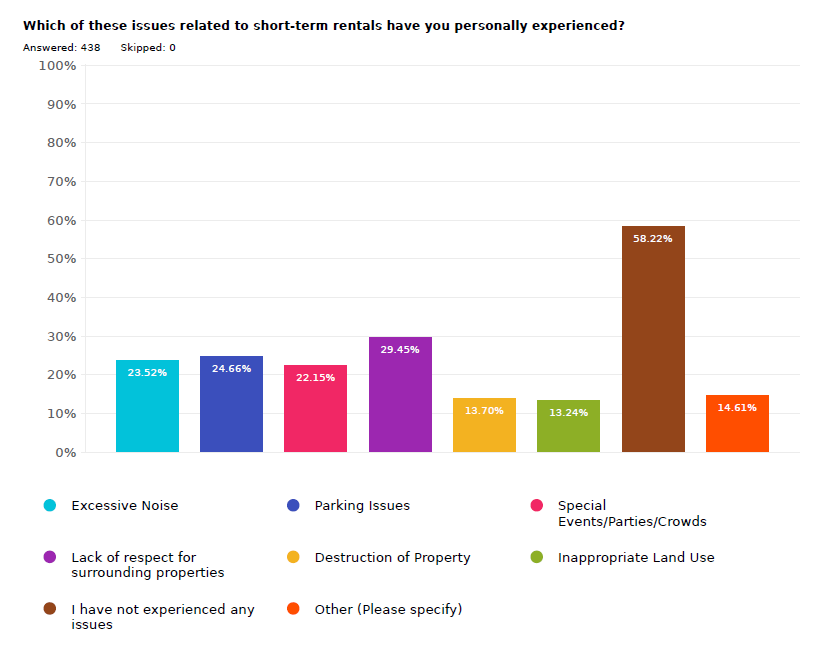 Which of these issues related to short-term rentals have you personally experienced?
Answered: 438 Skipped: 0
100%
90%
80%
70%
60%
50%
40%
30%
20%
10%
0%
23.52%
24.66%
22.15%
29.45%
13.70%
13.24%
58.22%
14.61%
Excessive Noise
Parking Issues
Special
Events/Parties/Crowds
Lack of respect for
surrounding properties
Destruction of Property
Inappropriate Land Use
I have not experienced any
issues
Other (Please specify)